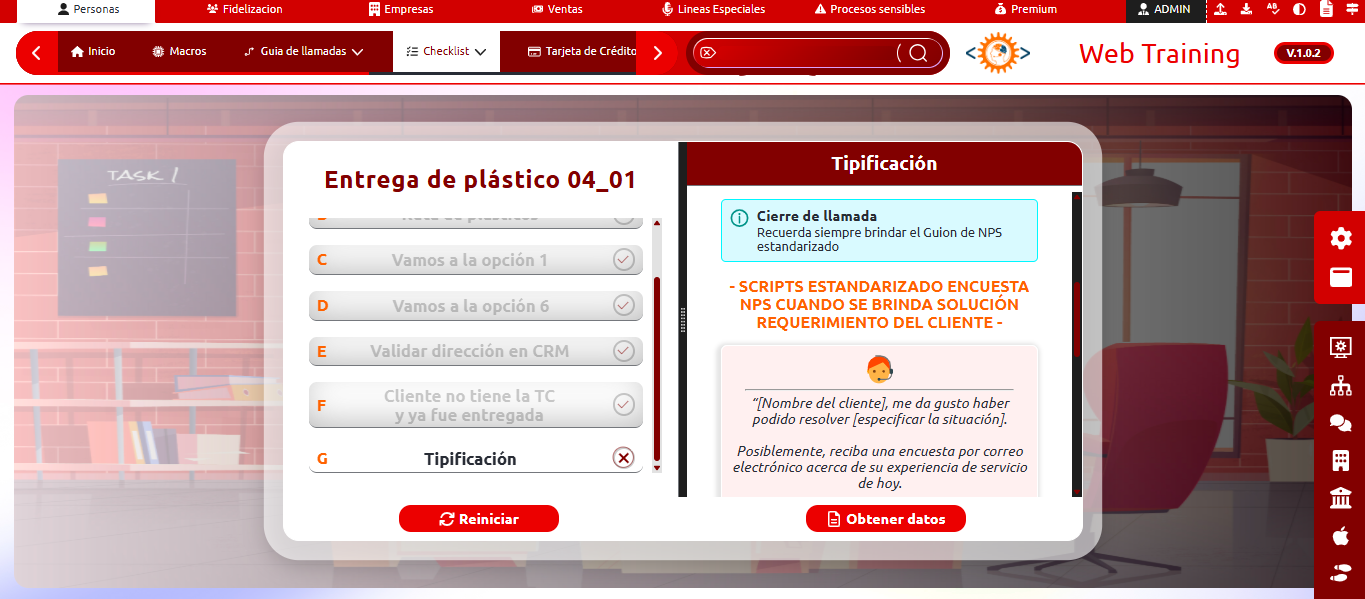 Personas
Fidelizacion
Empresas
Ventas
Lineas Especiales
Procesos sensibles
Premium
ADMIN
Inicio
Macros
Guia de llamadas
Checklist
Tarjeta de Crédito
Web Training
V.1.0.2
TASK 1
Entrega de plástico 04_01
C Vamos a la opción 1
D Vamos a la opción 6
E Validar dirección en CRM
F Cliente no tiene la TC
y ya fue entregada
G Tipificación
Reiniciar
Tipificación
Cierre de llamada
Recuerda siempre brindar el Guion de NPS
estandarizado
- SCRIPTS ESTANDARIZADO ENCUESTA
NPS CUANDO SE BRINDA SOLUCIÓN
REQUERIMIENTO DEL CLIENTE -
“[Nombre del cliente], me da gusto haber
podido resolver [especificar la situación].
Posiblemente, reciba una encuesta por correo
electrónico acerca de su experiencia de servicio
de hoy.
Obtener datos